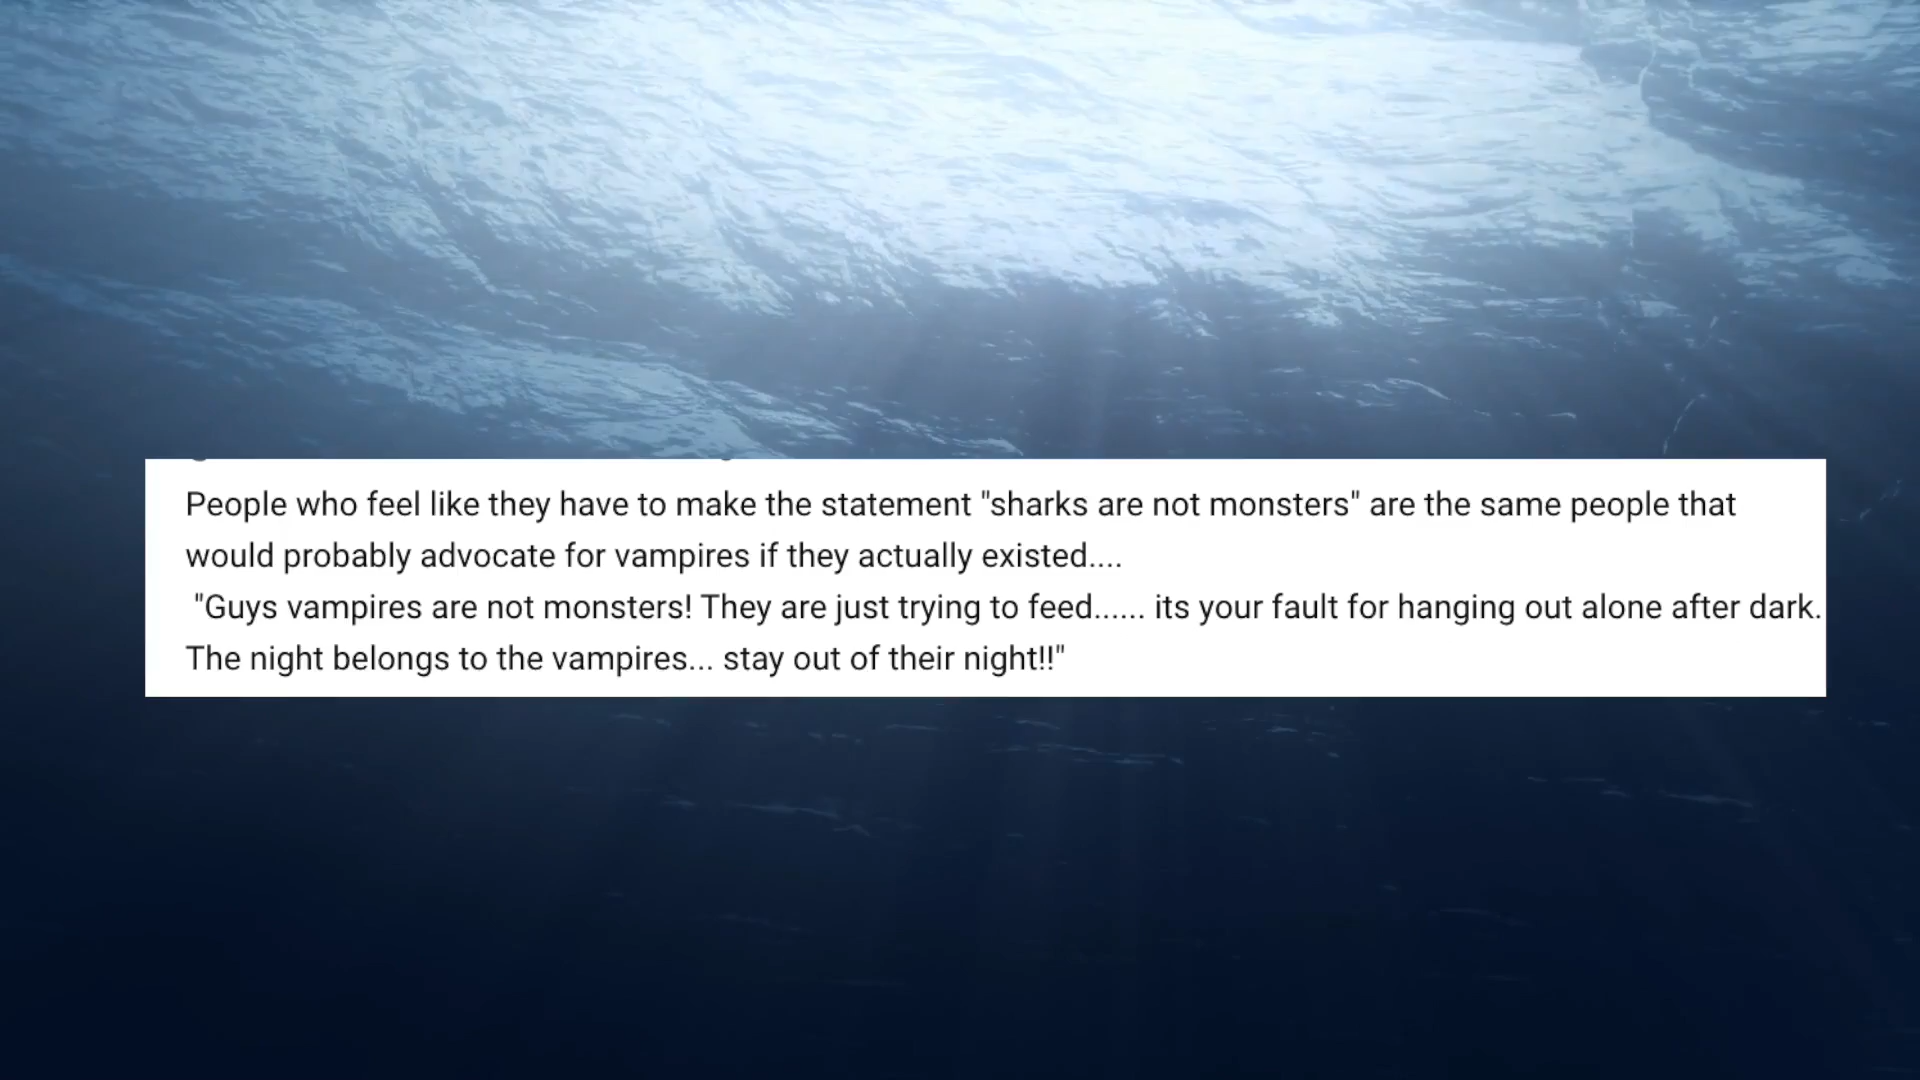 People who feel like they have to make the statement "sharks are not monsters" are the same people that
would probably advocate for vampires if they actually existed....
"Guys vampires are not monsters! They are just trying to feed...... its your fault for hanging out alone after dark.
The night belongs to the vampires... stay out of their night!!"